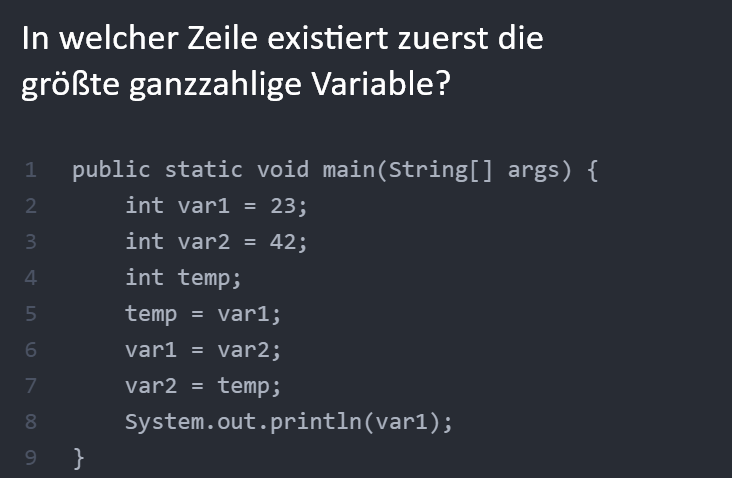 In welcher Zeile existiert zuerst die
größte ganzzahlige Variable?
1 public static void main(String[] args) {
2     int var1 = 23;
3     int var2 = 42;
4     int temp;
5     temp = var1;
6     var1 = var2;
7     var2 = temp;
8     System.out.println(var1);
9 }